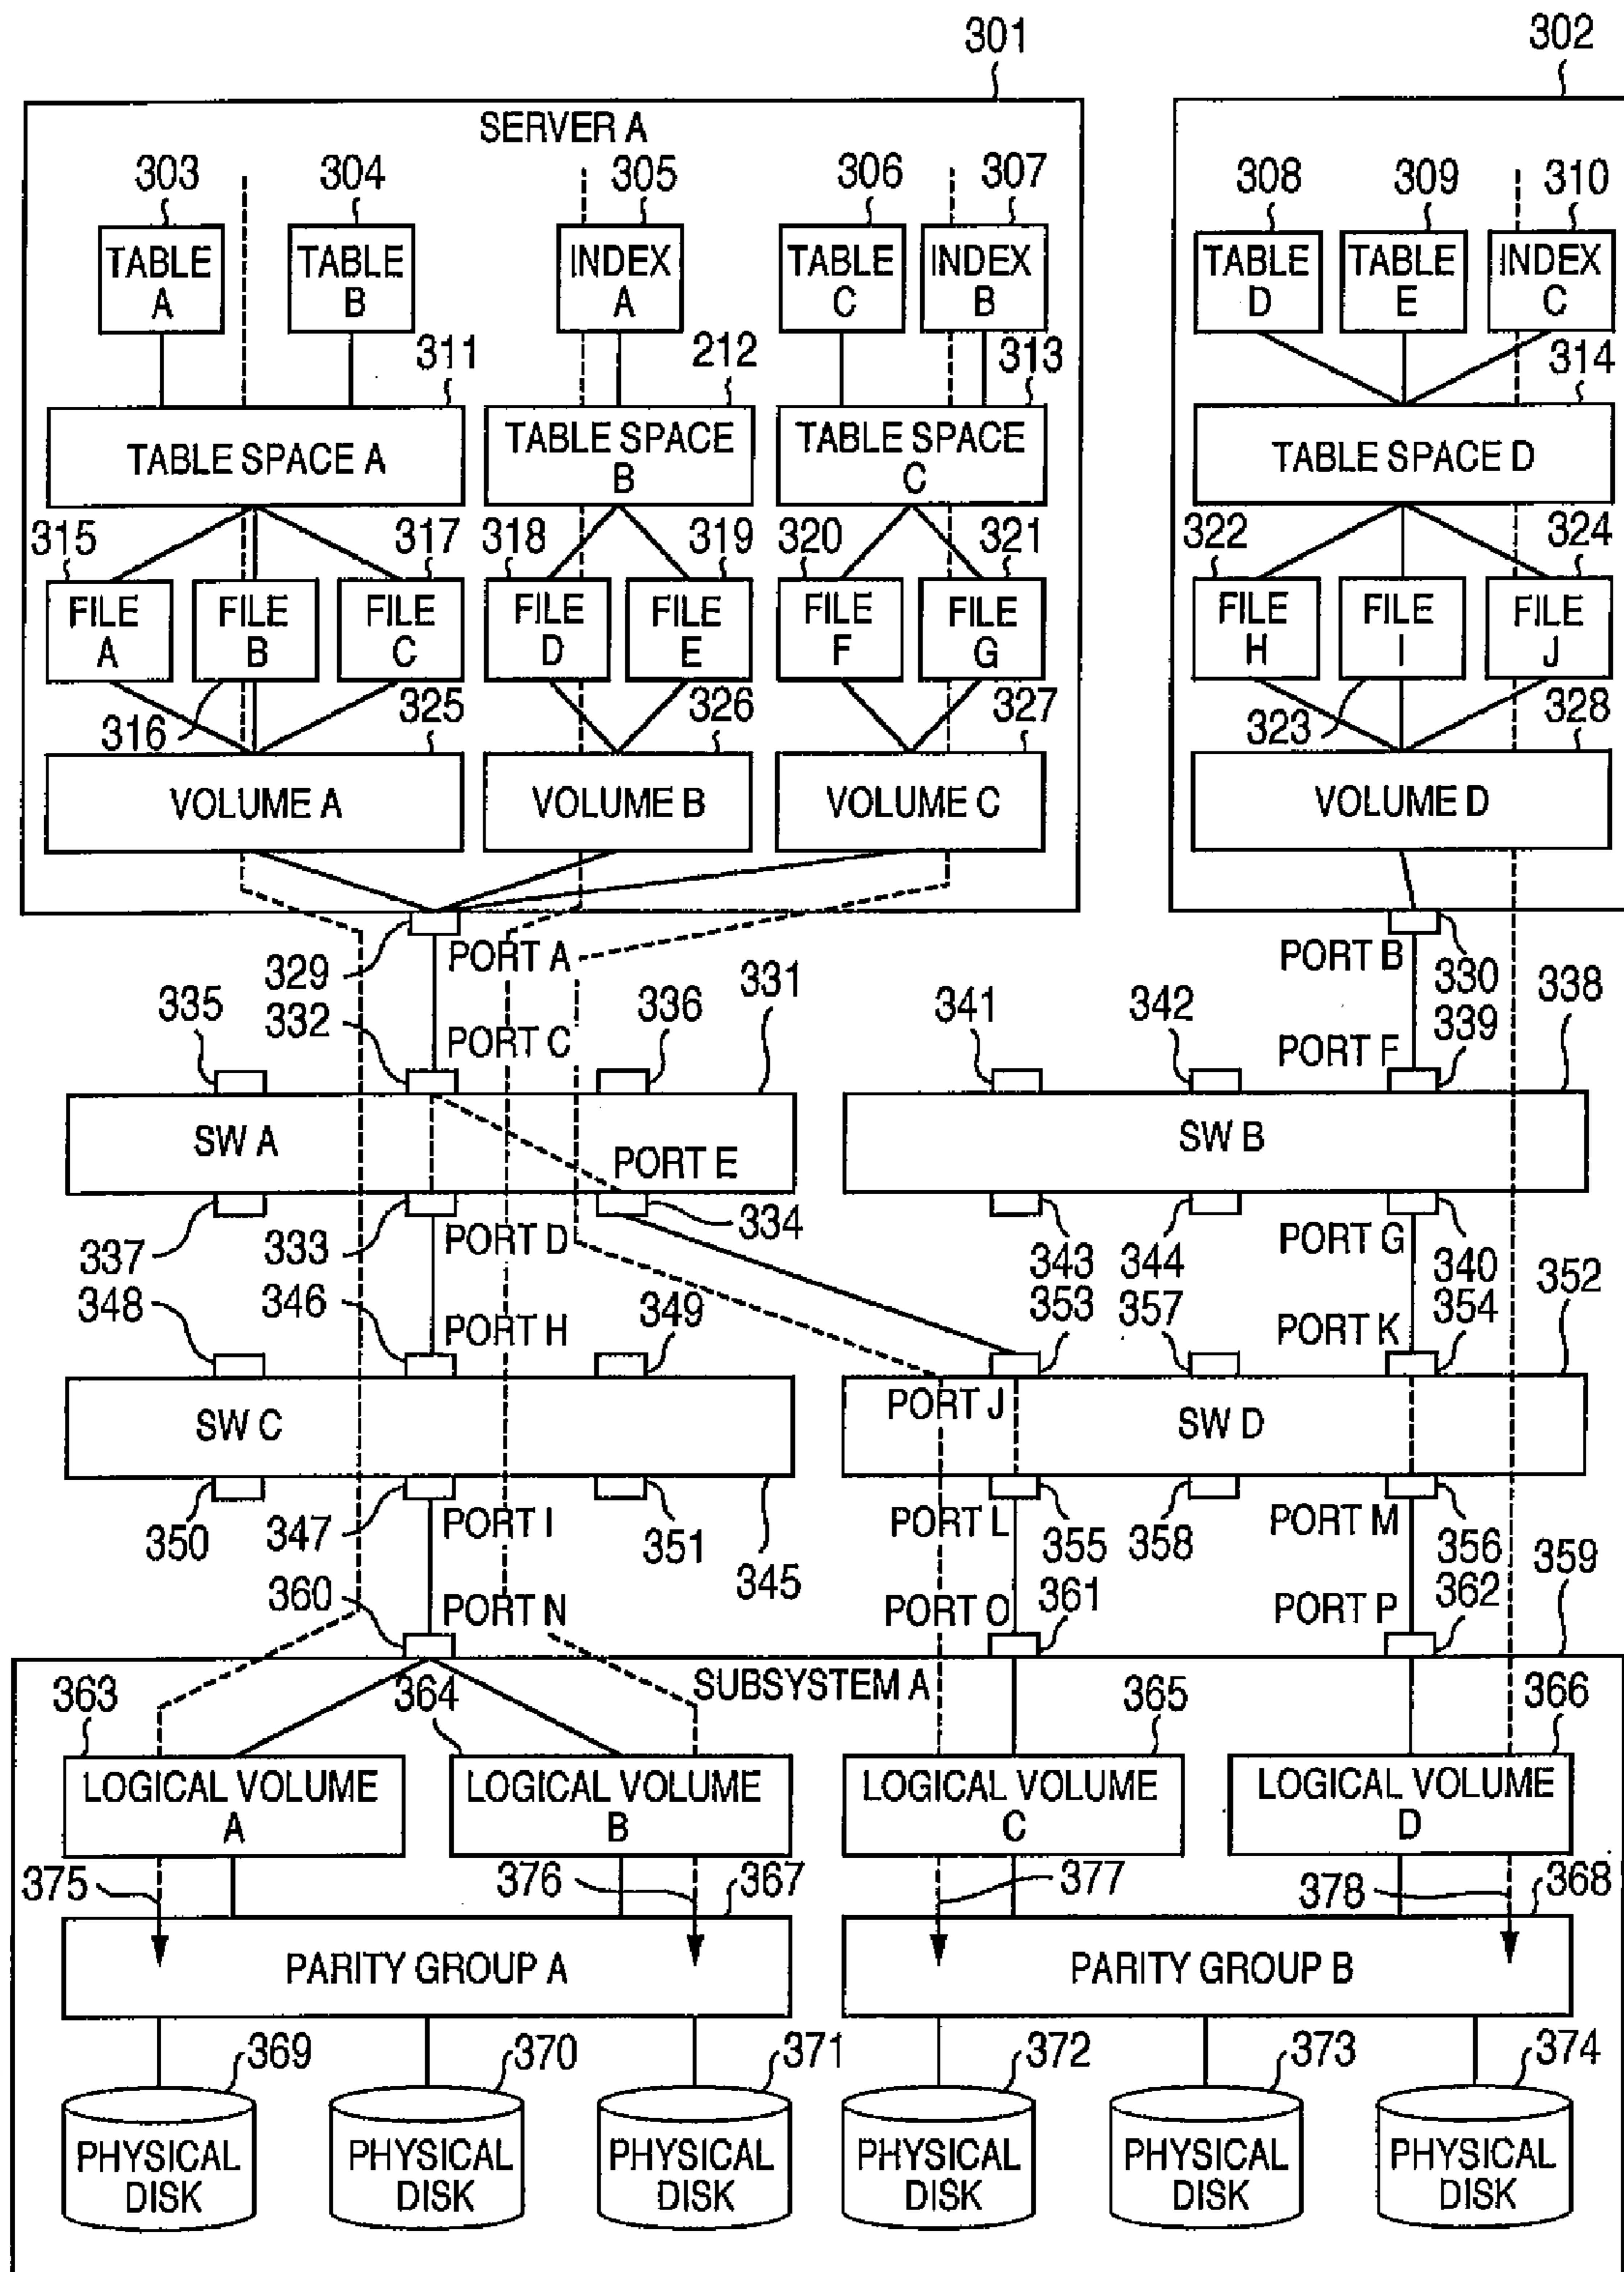 301
302
SERVER A
303
304
305
306
307
308
309
310
TABLE
A
TABLE
B
INDEX
A
TABLE
C
INDEX
B
TABLE
D
TABLE
E
INDEX
C
311
212
313
314
TABLE SPACE A
TABLE SPACE
B
TABLE SPACE
C
TABLE SPACE D
315
317
318
319
320
321
322
324
FILE
A
FILE
B
FILE
C
FILE
D
FILE
E
FILE
F
FILE
G
FILE
H
FILE
I
FILE
J
316
325
326
327
323
328
VOLUME A
VOLUME B
VOLUME C
VOLUME D
329
PORT A
PORT B
330
335
332
PORT C
336
331
341
342
PORT F
339
338
SW A
PORT E
SW B
337
333
PORT D
334
343
344
PORT G
340
348
346
PORT H
349
353
357
PORT K
354
352
SW C
PORT J
SW D
350
347
PORT I
351
345
PORT L
355
358
PORT M
356
359
360
PORT N
PORT O
361
PORT P
362
SUBSYSTEM A
363
364
365
366
LOGICAL VOLUME
A
LOGICAL VOLUME
B
LOGICAL VOLUME
C
LOGICAL VOLUME
D
375
376
367
377
378
368
PARITY GROUP A
PARITY GROUP B
369
370
371
372
373
374
PHYSICAL
DISK
PHYSICAL
DISK
PHYSICAL
DISK
PHYSICAL
DISK
PHYSICAL
DISK
PHYSICAL
DISK